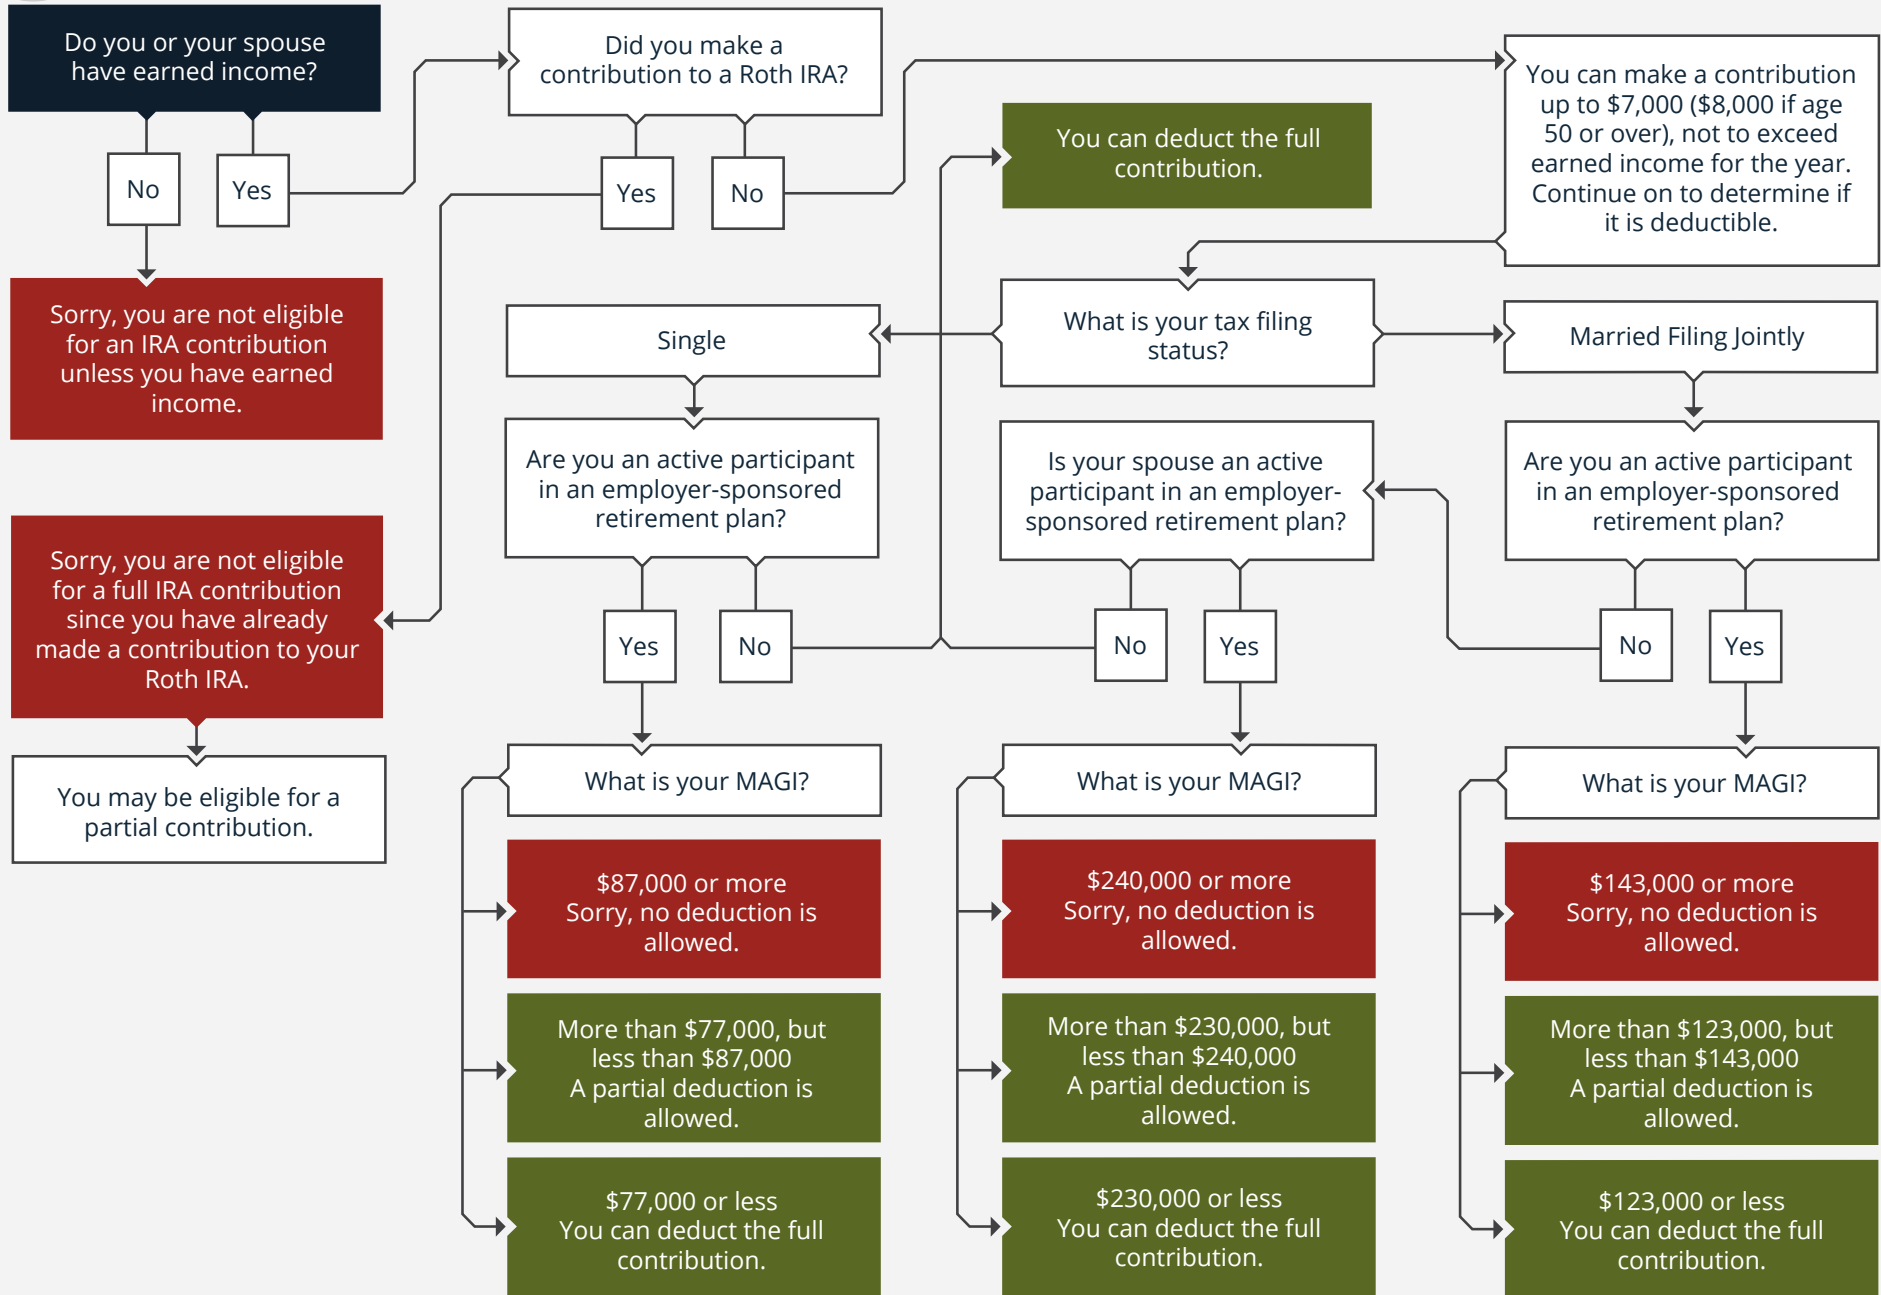 Do you or your spouse
have earned income?
No
Yes
Sorry, you are not eligible
for an IRA contribution
unless you have earned
income.
Did you make a
contribution to a Roth IRA?
Yes
No
Sorry, you are not eligible
for a full IRA contribution
since you have already
made a contribution to your
Roth IRA.
You may be eligible for a
partial contribution.
You can make a contribution
up to $7,000 ($8,000 if age
50 or over), not to exceed
earned income for the year.
Continue on to determine if
it is deductible.
You can deduct the full
contribution.
What is your tax filing
status?
Single
Married Filing Jointly
Are you an active participant
in an employer-sponsored
retirement plan?
Yes
No
Is your spouse an active
participant in an employer-
sponsored retirement plan?
No
Yes
Are you an active participant
in an employer-sponsored
retirement plan?
No
Yes
What is your MAGI?
$87,000 or more
Sorry, no deduction is
allowed.
More than $77,000, but
less than $87,000
A partial deduction is
allowed.
$77,000 or less
You can deduct the full
contribution.
What is your MAGI?
$240,000 or more
Sorry, no deduction is
allowed.
More than $230,000, but
less than $240,000
A partial deduction is
allowed.
$230,000 or less
You can deduct the full
contribution.
What is your MAGI?
$143,000 or more
Sorry, no deduction is
allowed.
More than $123,000, but
less than $143,000
A partial deduction is
allowed.
$123,000 or less
You can deduct the full
contribution.